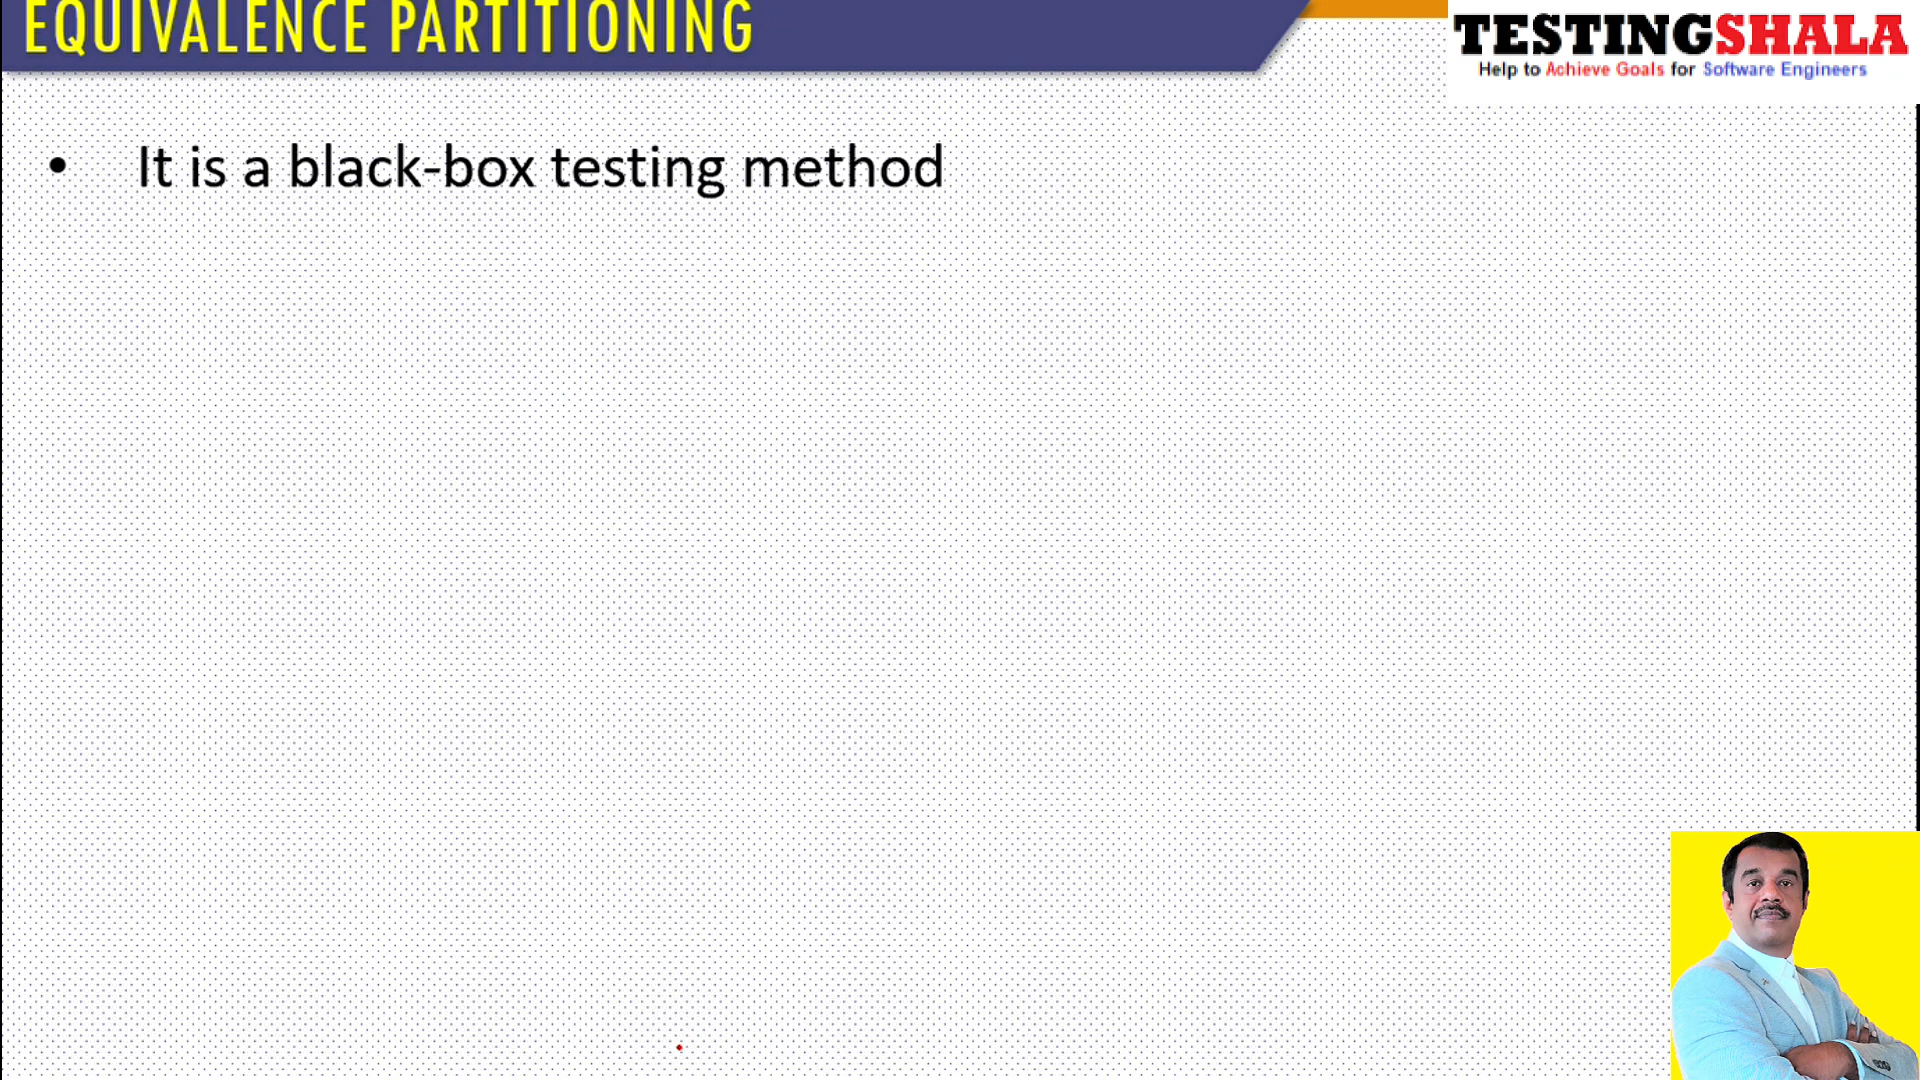 EQUIVALENCE PARTITIONING
TESTINGSHALA
Help to Achieve Goals for Software Engineers
• It is a black-box testing method